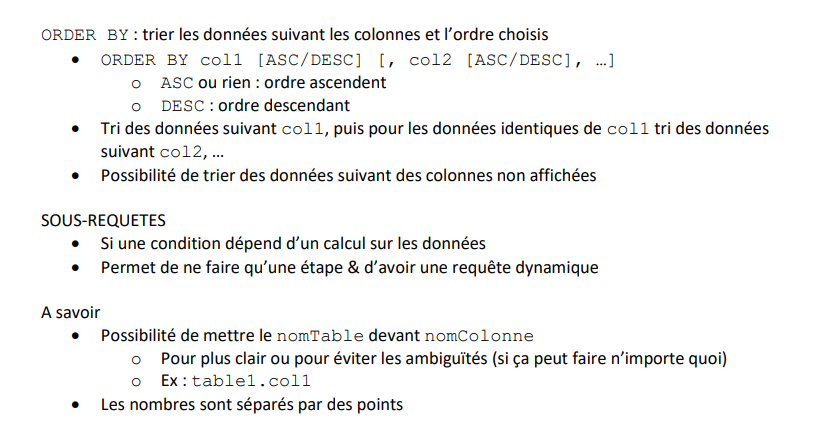 ORDER BY : trier les données suivant les colonnes et l’ordre choisis
• ORDER BY col1 [ASC/DESC] [, col2 [ASC/DESC], …]
o ASC ou rien : ordre ascendent
o DESC : ordre descendant
• Tri des données suivant col1, puis pour les données identiques de col1 tri des données
suivant col2, …
• Possibilité de trier des données suivant des colonnes non affichées
SOUS-REQUETES
• Si une condition dépend d’un calcul sur les données
• Permet de ne faire qu’une étape & d’avoir une requête dynamique
A savoir
• Possibilité de mettre le nomTable devant nomColonne
o Pour plus clair ou pour éviter les ambiguïtés (si ça peut faire n’importe quoi)
o Ex : table1.col1
• Les nombres sont séparés par des points